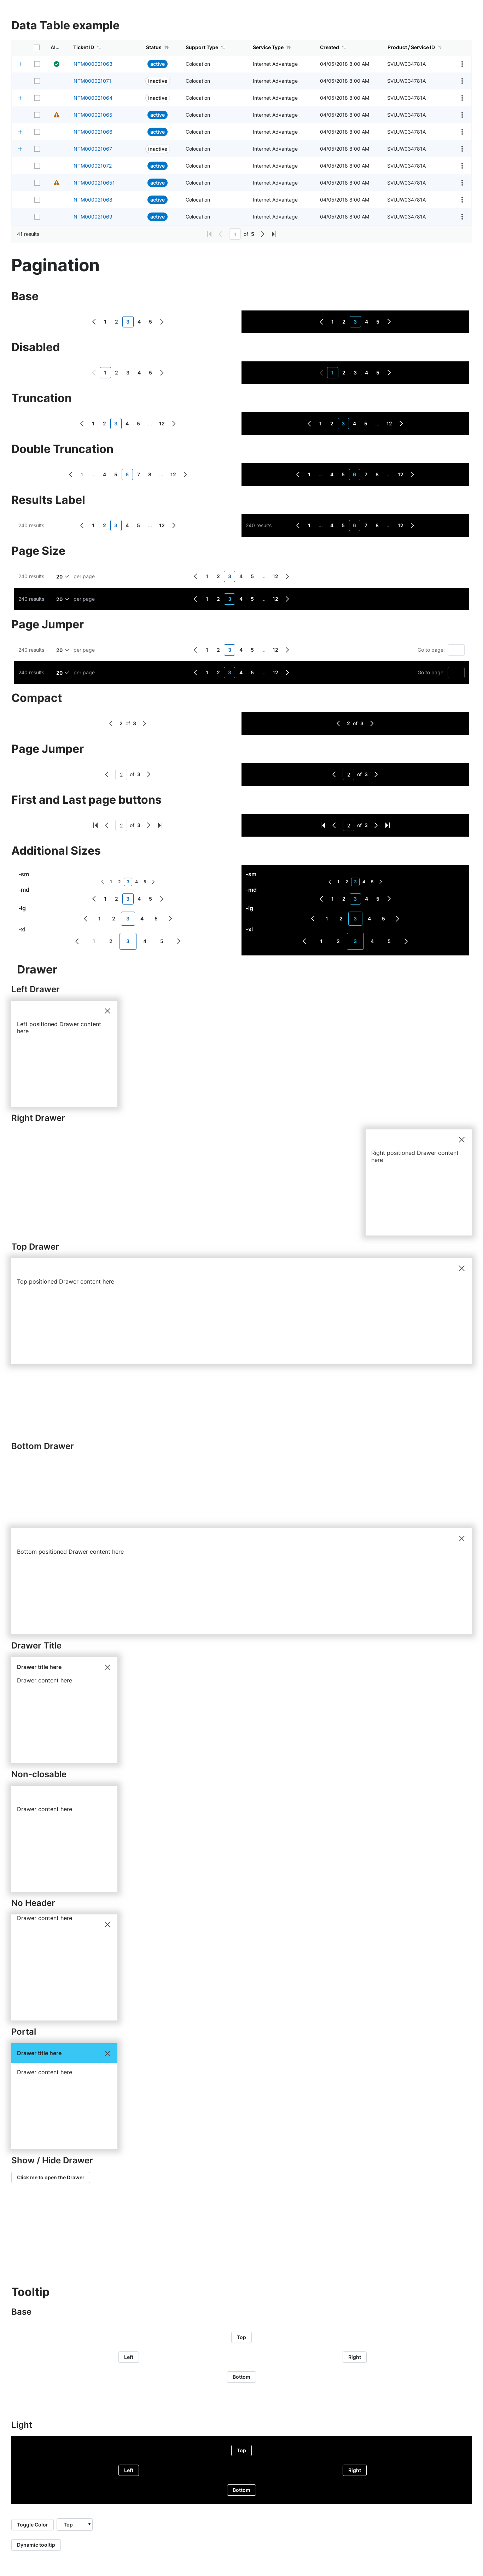 Data Table example
Al... Ticket ID Status Support Type Service Type Created Product / Service ID
NTM000021063 active Colocation Internet Advantage 04/05/2018 8:00 AM SVUJW034781A
NTM000021071 inactive Colocation Internet Advantage 04/05/2018 8:00 AM SVUJW034781A
NTM000021064 inactive Colocation Internet Advantage 04/05/2018 8:00 AM SVUJW034781A
NTM000021065 active Colocation Internet Advantage 04/05/2018 8:00 AM SVUJW034781A
NTM000021066 active Colocation Internet Advantage 04/05/2018 8:00 AM SVUJW034781A
NTM000021067 inactive Colocation Internet Advantage 04/05/2018 8:00 AM SVUJW034781A
NTM000021072 active Colocation Internet Advantage 04/05/2018 8:00 AM SVUJW034781A
NTM0000210651 active Colocation Internet Advantage 04/05/2018 8:00 AM SVUJW034781A
NTM000021068 active Colocation Internet Advantage 04/05/2018 8:00 AM SVUJW034781A
NTM000021069 active Colocation Internet Advantage 04/05/2018 8:00 AM SVUJW034781A
41 results 1 of 5
Pagination
Base
1 2 3 4 5 1 2 3 4 5
Disabled
1 2 3 4 5 1 2 3 4 5
Truncation
1 2 3 4 5 ... 12 1 2 3 4 5 ... 12
Double Truncation
1 ... 4 5 6 7 8 ... 12 1 ... 4 5 6 7 8 ... 12
Results Label
240 results 1 2 3 4 5 ... 12 240 results 1 ... 4 5 6 7 8 ... 12
Page Size
240 results 20 per page 1 2 3 4 5 ... 12
240 results 20 per page 1 2 3 4 5 ... 12
Page Jumper
240 results 20 per page 1 2 3 4 5 ... 12 Go to page:
240 results 20 per page 1 2 3 4 5 ... 12 Go to page:
Compact
2 of 3 2 of 3
Page Jumper
2 of 3 2 of 3
First and Last page buttons
2 of 3 2 of 3
Additional Sizes
-sm -sm
1 2 3 4 5 1 2 3 4 5
-md -md
1 2 3 4 5 1 2 3 4 5
-lg -lg
1 2 3 4 5 1 2 3 4 5
-xl -xl
1 2 3 4 5 1 2 3 4 5
Drawer
Left Drawer
Left positioned Drawer content
here
Right Drawer
Right positioned Drawer content
here
Top Drawer
Top positioned Drawer content here
Bottom Drawer
Bottom positioned Drawer content here
Drawer Title
Drawer title here
Drawer content here
Non-closable
Drawer content here
No Header
Drawer content here
Portal
Drawer title here
Drawer content here
Show / Hide Drawer
Click me to open the Drawer
Tooltip
Base
Top
Left Right
Bottom
Light
Top
Left Right
Bottom
Toggle Color Top
Dynamic tooltip